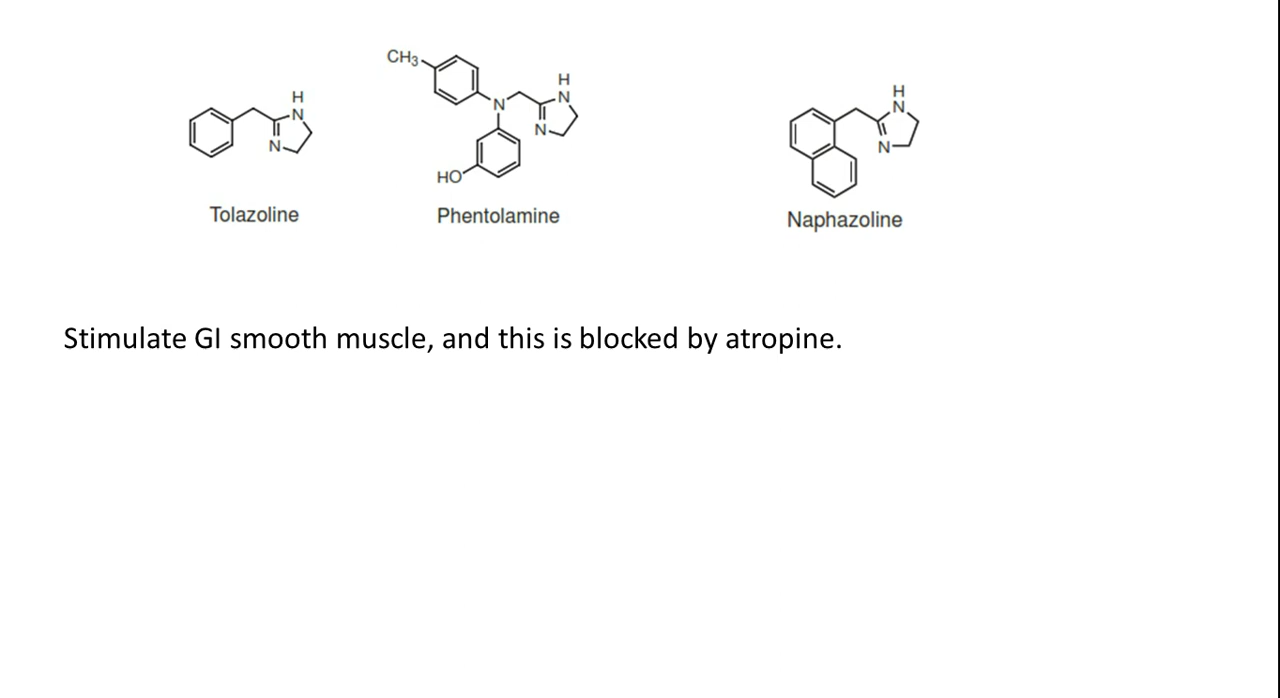 CH3
H
N
N
N
H
N
N
HO
H
N
N
Tolazoline
Phentolamine
Naphazoline
Stimulate GI smooth muscle, and this is blocked by atropine.